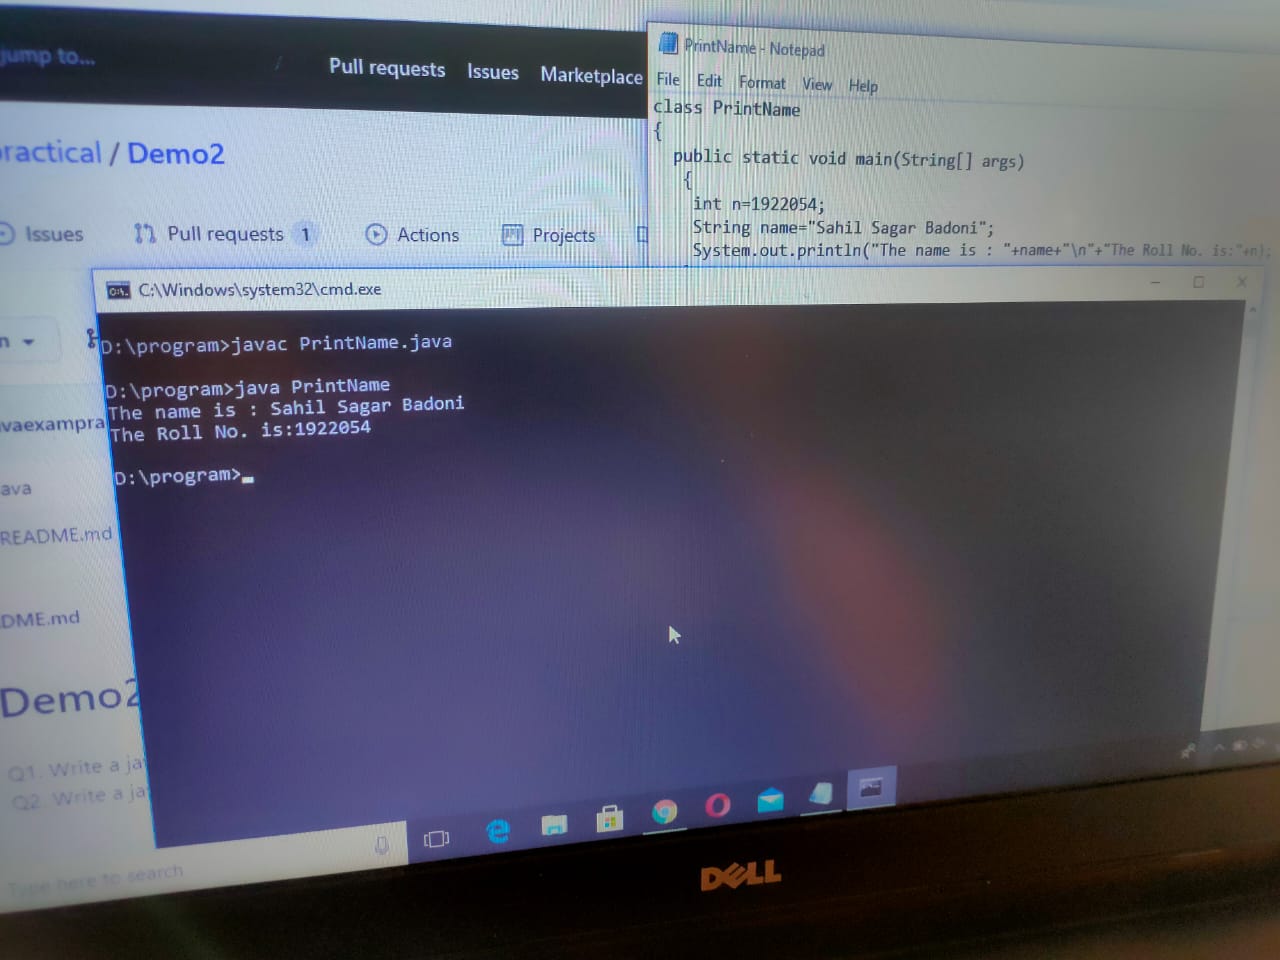 jump to...
/
Pull requests Issues Marketplace
ractical / Demo2
Issues Pull requests 1 Actions Projects
PrintName - Notepad
File Edit Format View Help
class PrintName
{
public static void main(String[] args)
{
int n=1922054;
String name="Sahil Sagar Badoni";
System.out.println("The name is : "+name+"\n"+"The Roll No. is:"+n);
C:\Windows\system32\cmd.exe
D:\program>javac PrintName.java
D:\program>java PrintName
The name is : Sahil Sagar Badoni
The Roll No. is:1922054
D:\program>
n
vaexampra
ava
README.md
DME.md
Demo2
Q1. Write a ja
Q2. Write a ja
Type here to search
DELL